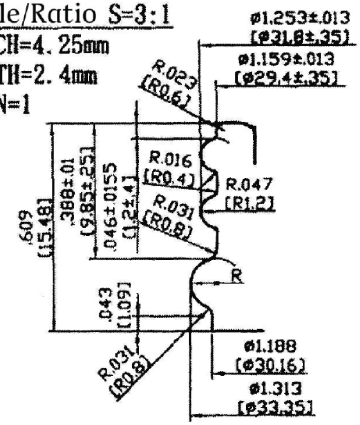 le/Ratio S=3:1
CH=4.25mm
TH=2.4mm
N=1
ø1.253±.013
[ø31.8±.35]
ø1.159±.013
[ø29.4±.35]
R.023
[R0.6]
R.016
[R0.4]
R.047
[R1.2]
R.031
[R0.8]
.609
[15.48]
.388±.01
[9.85±.25]
.046±.0155
[1.2±.4]
R
.043
[1.09]
R.031
[R0.8]
ø1.188
[ø30.16]
ø1.313
[ø33.35]